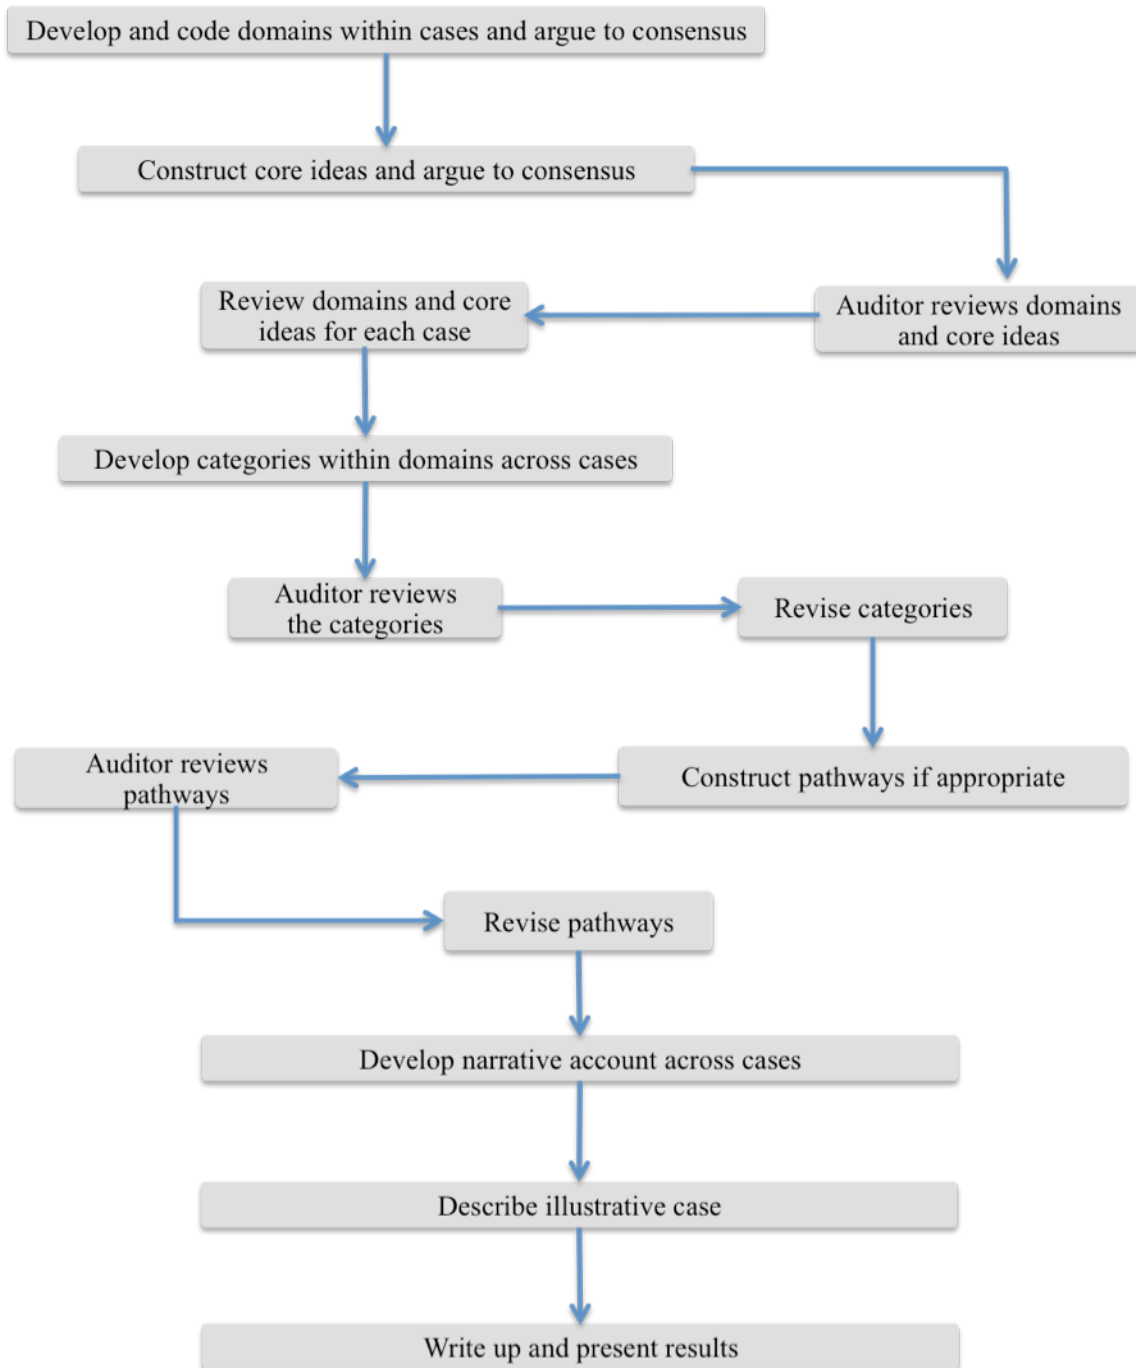 Develop and code domains within cases and argue to consensus
Construct core ideas and argue to consensus
Auditor reviews domains
and core ideas
Review domains and core
ideas for each case
Develop categories within domains across cases
Auditor reviews
the categories
Revise categories
Construct pathways if appropriate
Auditor reviews
pathways
Revise pathways
Develop narrative account across cases
Describe illustrative case
Write up and present results